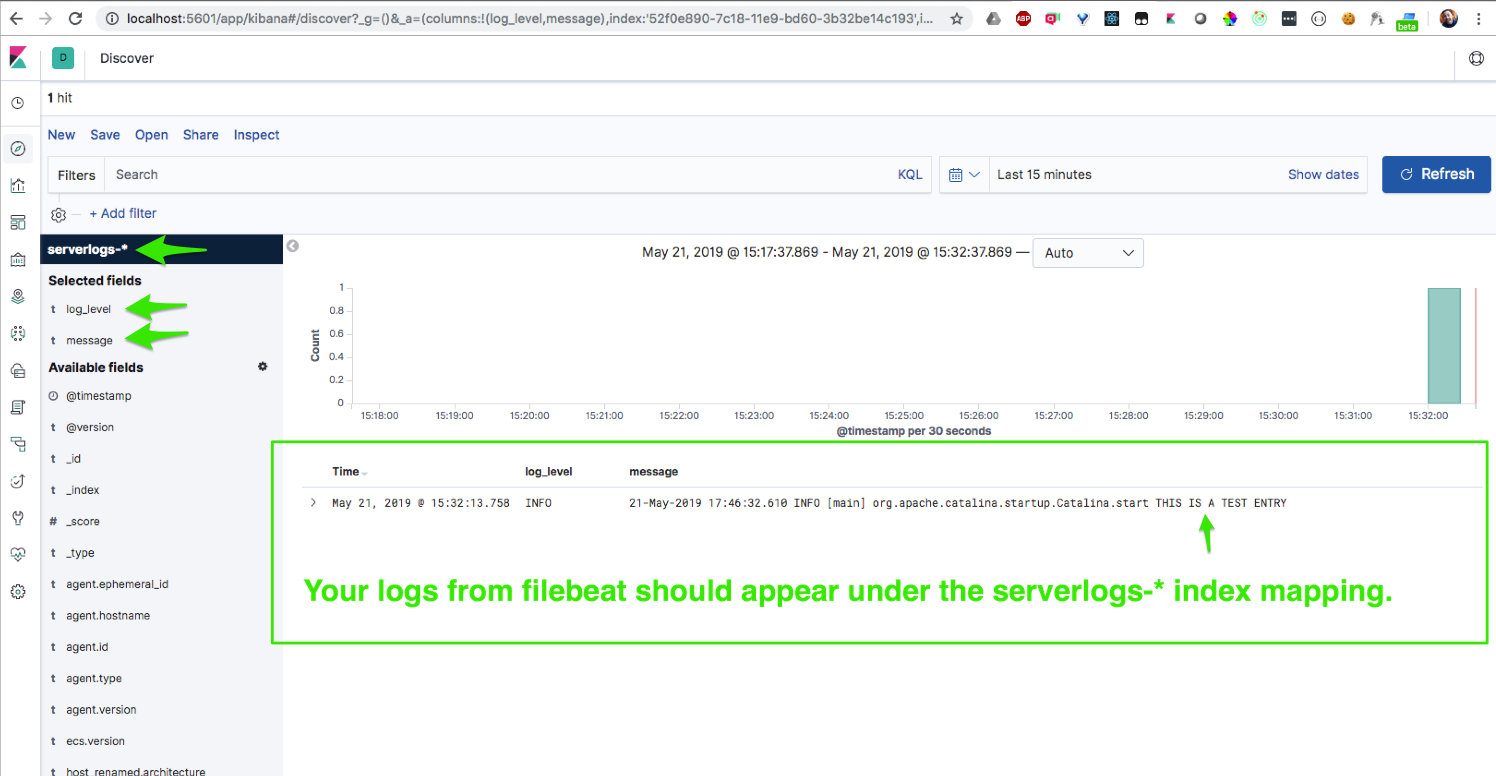 localhost:5601/app/kibana#/discover?_g=()&_a=(columns:!(log_level,message),index:'52f0e890-7c18-11e9-bd60-3b32be14c193',i...
ABP
beta
D
Discover
1 hit
New Save Open Share Inspect
Filters Search KQL Last 15 minutes Show dates Refresh
+ Add filter
serverlogs-*
May 21, 2019 @ 15:17:37.869 - May 21, 2019 @ 15:32:37.869 — Auto
Selected fields
t log_level
t message
Available fields
@timestamp
t @version
t _id
t _index
# _score
t _type
t agent.ephemeral_id
t agent.hostname
t agent.id
t agent.type
t agent.version
t ecs.version
t host_renamed.architecture
Count
1
0.8
0.6
0.4
0.2
0
15:18:00 15:19:00 15:20:00 15:21:00 15:22:00 15:23:00 15:24:00 15:25:00 15:26:00 15:27:00 15:28:00 15:29:00 15:30:00 15:31:00 15:32:00
@timestamp per 30 seconds
Time log_level message
May 21, 2019 @ 15:32:13.758 INFO 21-May-2019 17:46:32.610 INFO [main] org.apache.catalina.startup.Catalina.start THIS IS A TEST ENTRY
Your logs from filebeat should appear under the serverlogs-* index mapping.